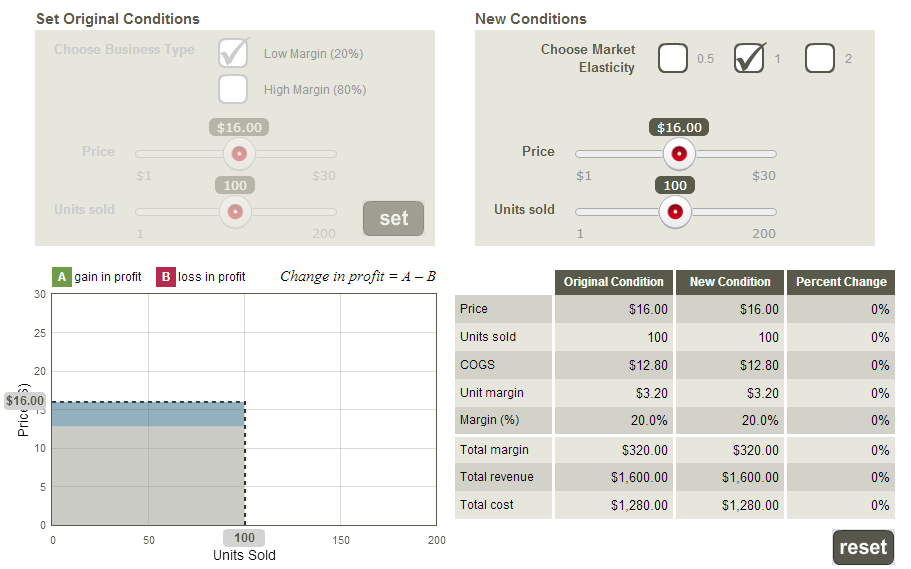 Set Original Conditions
Choose Business Type
Low Margin (20%)
High Margin (80%)
$16.00
Price
$1 $30
100
Units sold
1 200
set
New Conditions
Choose Market
Elasticity
0.5 1 2
$16.00
Price
$1 $30
100
Units sold
1 200
A gain in profit B loss in profit Change in profit = A – B
30
25
20
$16.00
15
10
5
0
0 50 100 150 200
Units Sold
Original Condition New Condition Percent Change
Price $16.00 $16.00 0%
Units sold 100 100 0%
COGS $12.80 $12.80 0%
Unit margin $3.20 $3.20 0%
Margin (%) 20.0% 20.0% 0%
Total margin $320.00 $320.00 0%
Total revenue $1,600.00 $1,600.00 0%
Total cost $1,280.00 $1,280.00 0%
reset